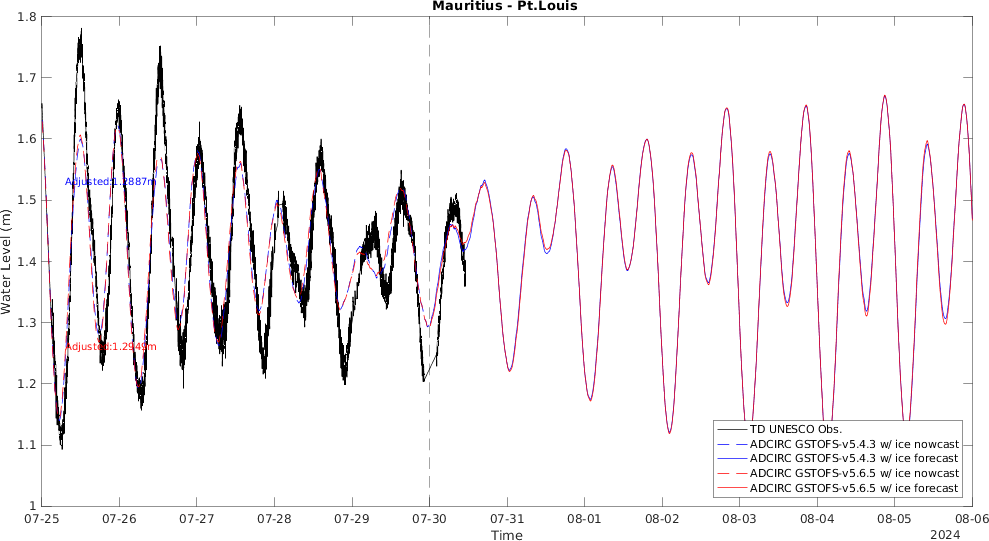 Mauritius - Pt.Louis
Water Level (m)
1.8
1.7
1.6
1.5
1.4
1.3
1.2
1.1
1
Adjusted:1.2887m
Adjusted:1.2949m
TD UNESCO Obs.
ADCIRC GSTOFS-v5.4.3 w/ ice nowcast
ADCIRC GSTOFS-v5.4.3 w/ ice forecast
ADCIRC GSTOFS-v5.6.5 w/ ice nowcast
ADCIRC GSTOFS-v5.6.5 w/ ice forecast
07-25 07-26 07-27 07-28 07-29 07-30 07-31 08-01 08-02 08-03 08-04 08-05 08-06
Time
2024